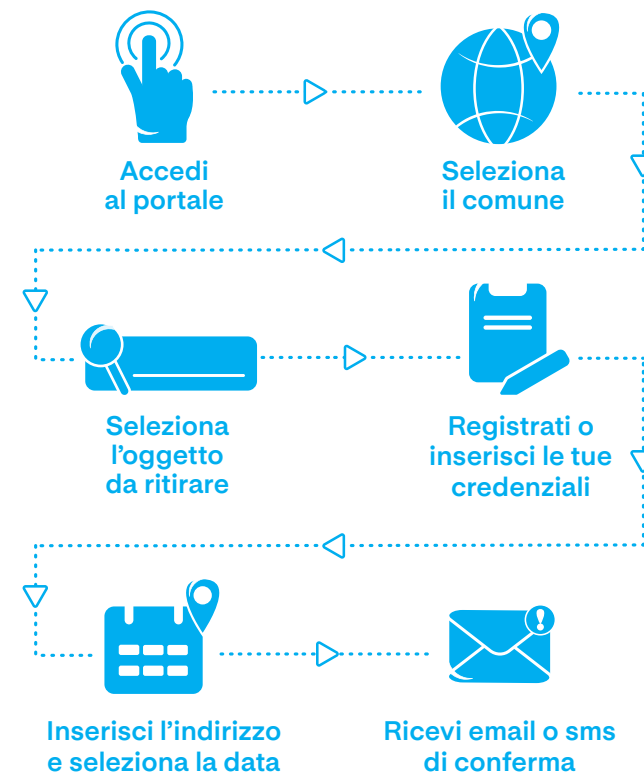 Accedi
al portale
Seleziona
il comune
Seleziona
l’oggetto
da ritirare
Registrati o
inserisci le tue
credenziali
Inserisci l’indirizzo
e seleziona la data
Ricevi email o sms
di conferma